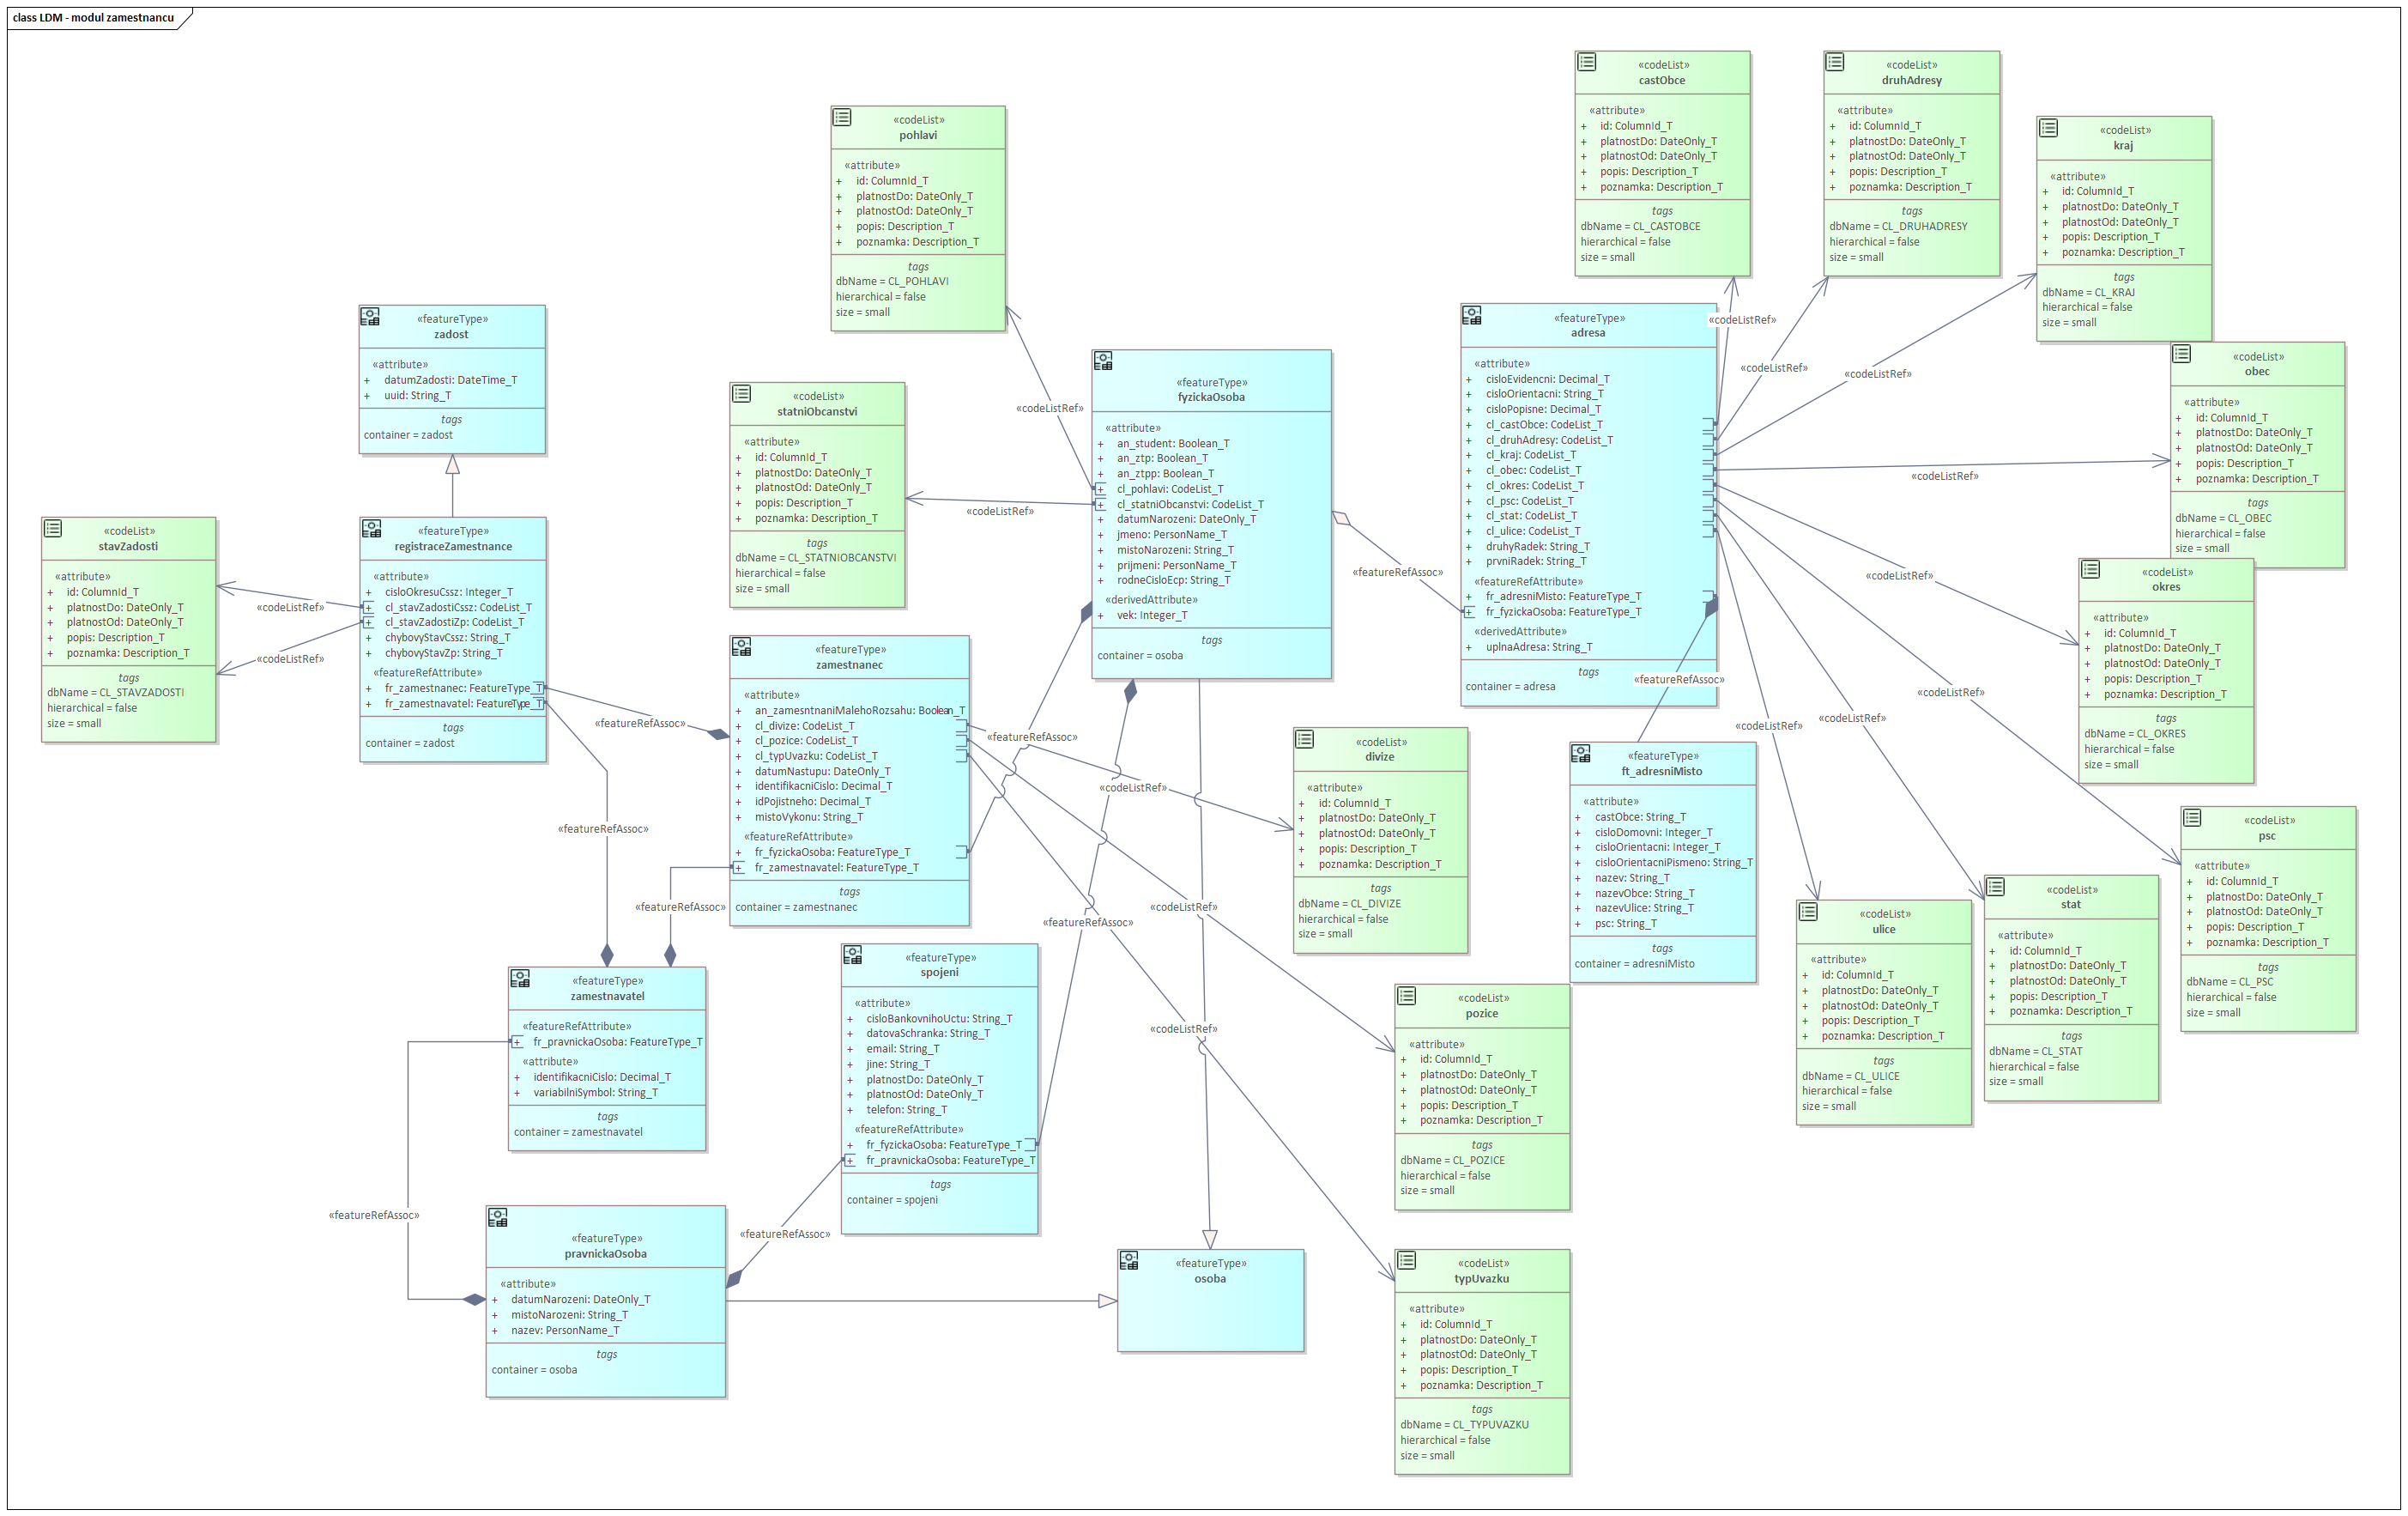 class LDM - modul zamestnancu
«codeList»
castObce
«attribute»
+ id: ColumnId_T
+ platnostDo: DateOnly_T
+ platnostOd: DateOnly_T
+ popis: Description_T
+ poznamka: Description_T
tags
dbName = CL_CASTOBCE
hierarchical = false
size = small
«codeList»
druhAdresy
«attribute»
+ id: ColumnId_T
+ platnostDo: DateOnly_T
+ platnostOd: DateOnly_T
+ popis: Description_T
+ poznamka: Description_T
tags
dbName = CL_DRUHADRESY
hierarchical = false
size = small
«codeList»
pohlavi
«attribute»
+ id: ColumnId_T
+ platnostDo: DateOnly_T
+ platnostOd: DateOnly_T
+ popis: Description_T
+ poznamka: Description_T
tags
dbName = CL_POHLAVI
hierarchical = false
size = small
«codeList»
kraj
«attribute»
+ id: ColumnId_T
+ platnostDo: DateOnly_T
+ platnostOd: DateOnly_T
+ popis: Description_T
+ poznamka: Description_T
tags
dbName = CL_KRAJ
hierarchical = false
size = small
«featureType»
zadost
«attribute»
+ datumZadosti: DateTime_T
+ uuid: String_T
tags
container = zadost
«featureType»
adresa
«attribute»
+ cisloEvidencni: Decimal_T
+ cisloOrientacni: String_T
+ cisloPopisne: Decimal_T
+ cl_castObce: CodeList_T
+ cl_druhAdresy: CodeList_T
+ cl_kraj: CodeList_T
+ cl_obec: CodeList_T
+ cl_okres: CodeList_T
+ cl_psc: CodeList_T
+ cl_stat: CodeList_T
+ cl_ulice: CodeList_T
+ druhyRadek: String_T
+ prvniRadek: String_T
«featureRefAttribute»
+ fr_adresniMisto: FeatureType_T
+ fr_fyzickaOsoba: FeatureType_T
«derivedAttribute»
+ uplnaAdresa: String_T
tags
container = adresa
«codeListRef»
«codeListRef»
«codeListRef»
«codeListRef»
«codeListRef»
«codeListRef»
«codeListRef»
«codeListRef»
«featureRefAssoc»
«featureRefAssoc»
«codeList»
obec
«attribute»
+ id: ColumnId_T
+ platnostDo: DateOnly_T
+ platnostOd: DateOnly_T
+ popis: Description_T
+ poznamka: Description_T
tags
dbName = CL_OBEC
hierarchical = false
size = small
«featureType»
fyzickaOsoba
«attribute»
+ an_student: Boolean_T
+ an_ztp: Boolean_T
+ an_ztpp: Boolean_T
+ cl_pohlavi: CodeList_T
+ cl_statniObcanstvi: CodeList_T
+ datumNarozeni: DateOnly_T
+ jmeno: PersonName_T
+ mistoNarozeni: String_T
+ prijmeni: PersonName_T
+ rodneCisloEcp: String_T
«derivedAttribute»
+ vek: Integer_T
tags
container = osoba
«codeListRef»
«codeListRef»
«codeList»
statniObcanstvi
«attribute»
+ id: ColumnId_T
+ platnostDo: DateOnly_T
+ platnostOd: DateOnly_T
+ popis: Description_T
+ poznamka: Description_T
tags
dbName = CL_STATNIOBCANSTVI
hierarchical = false
size = small
«codeList»
stavZadosti
«attribute»
+ id: ColumnId_T
+ platnostDo: DateOnly_T
+ platnostOd: DateOnly_T
+ popis: Description_T
+ poznamka: Description_T
tags
dbName = CL_STAVZADOSTI
hierarchical = false
size = small
«codeListRef»
«codeListRef»
«featureType»
registraceZamestnance
«attribute»
+ cisloOkresuCssz: Integer_T
+ cl_stavZadostiCssz: CodeList_T
+ cl_stavZadostiZp: CodeList_T
+ chybovyStavCssz: String_T
+ chybovyStavZp: String_T
«featureRefAttribute»
+ fr_zamestnanec: FeatureType_T
+ fr_zamestnavatel: FeatureType_T
tags
container = zadost
«featureRefAssoc»
«featureRefAssoc»
«featureRefAssoc»
«codeList»
okres
«attribute»
+ id: ColumnId_T
+ platnostDo: DateOnly_T
+ platnostOd: DateOnly_T
+ popis: Description_T
+ poznamka: Description_T
tags
dbName = CL_OKRES
hierarchical = false
size = small
«featureType»
zamestnanec
«attribute»
+ an_zamesntnaniMalehoRozsahu: Boolean_T
+ cl_divize: CodeList_T
+ cl_pozice: CodeList_T
+ cl_typUvazku: CodeList_T
+ datumNastupu: DateOnly_T
+ identifikacniCislo: Decimal_T
+ idPojistneho: Decimal_T
+ mistoVykonu: String_T
«featureRefAttribute»
+ fr_fyzickaOsoba: FeatureType_T
+ fr_zamestnavatel: FeatureType_T
tags
container = zamestnanec
«featureRefAssoc»
«codeListRef»
«codeListRef»
«featureRefAssoc»
«codeListRef»
«codeList»
divize
«attribute»
+ id: ColumnId_T
+ platnostDo: DateOnly_T
+ platnostOd: DateOnly_T
+ popis: Description_T
+ poznamka: Description_T
tags
dbName = CL_DIVIZE
hierarchical = false
size = small
«featureType»
ft_adresniMisto
«attribute»
+ castObce: String_T
+ cisloDomovni: Integer_T
+ cisloOrientacni: Integer_T
+ cisloOrientacniPismeno: String_T
+ nazev: String_T
+ nazevObce: String_T
+ nazevUlice: String_T
+ psc: String_T
tags
container = adresniMisto
«codeList»
psc
«attribute»
+ id: ColumnId_T
+ platnostDo: DateOnly_T
+ platnostOd: DateOnly_T
+ popis: Description_T
+ poznamka: Description_T
tags
dbName = CL_PSC
hierarchical = false
size = small
«codeList»
stat
«attribute»
+ id: ColumnId_T
+ platnostDo: DateOnly_T
+ platnostOd: DateOnly_T
+ popis: Description_T
+ poznamka: Description_T
tags
dbName = CL_STAT
hierarchical = false
size = small
«codeList»
ulice
«attribute»
+ id: ColumnId_T
+ platnostDo: DateOnly_T
+ platnostOd: DateOnly_T
+ popis: Description_T
+ poznamka: Description_T
tags
dbName = CL_ULICE
hierarchical = false
size = small
«featureType»
zamestnavatel
«featureRefAttribute»
+ fr_pravnickaOsoba: FeatureType_T
«attribute»
+ identifikacniCislo: Decimal_T
+ variabilniSymbol: String_T
tags
container = zamestnavatel
«featureType»
spojeni
«attribute»
+ cisloBankovnihoUctu: String_T
+ datovaSchranka: String_T
+ email: String_T
+ jine: String_T
+ platnostDo: DateOnly_T
+ platnostOd: DateOnly_T
+ telefon: String_T
«featureRefAttribute»
+ fr_fyzickaOsoba: FeatureType_T
+ fr_pravnickaOsoba: FeatureType_T
tags
container = spojeni
«codeList»
pozice
«attribute»
+ id: ColumnId_T
+ platnostDo: DateOnly_T
+ platnostOd: DateOnly_T
+ popis: Description_T
+ poznamka: Description_T
tags
dbName = CL_POZICE
hierarchical = false
size = small
«featureRefAssoc»
«featureRefAssoc»
«featureType»
pravnickaOsoba
«attribute»
+ datumNarozeni: DateOnly_T
+ mistoNarozeni: String_T
+ nazev: PersonName_T
tags
container = osoba
«featureType»
osoba
«codeList»
typUvazku
«attribute»
+ id: ColumnId_T
+ platnostDo: DateOnly_T
+ platnostOd: DateOnly_T
+ popis: Description_T
+ poznamka: Description_T
tags
dbName = CL_TYPUVAZKU
hierarchical = false
size = small